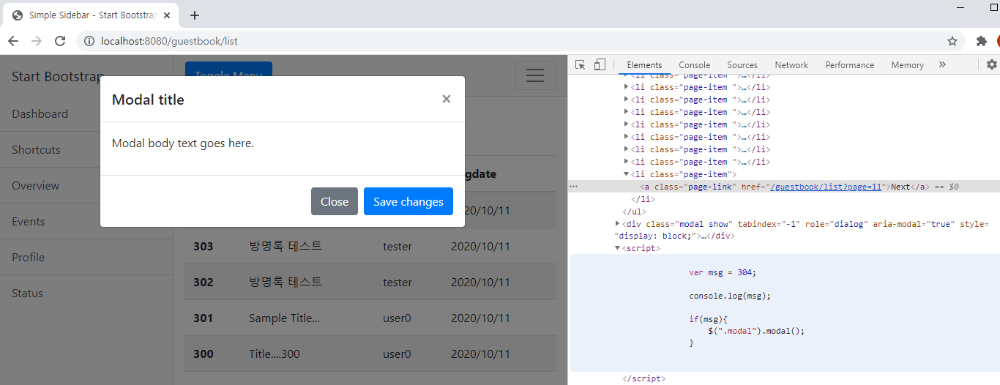 Simple Sidebar - Start Bootstrap
localhost:8080/guestbook/list
Start Bootstrap
Dashboard
Shortcuts
Overview
Events
Profile
Status
Toggle Menu
Modal title
×
Modal body text goes here.
Close
Save changes
gdate
2020/10/11
303 방명록 테스트 tester 2020/10/11
302 방명록 테스트 tester 2020/10/11
301 Sample Title... user0 2020/10/11
300 Title....300 user0 2020/10/11
Elements Console Sources Network Performance Memory »
<li class="page-item ">…</li>
<li class="page-item ">…</li>
<li class="page-item ">…</li>
<li class="page-item ">…</li>
<li class="page-item ">…</li>
<li class="page-item ">…</li>
<li class="page-item ">…</li>
<li class="page-item ">…</li>
<li class="page-item">
<a class="page-link" href="/guestbook/list?page=11">Next</a> == $0
</li>
</ul>
<div class="modal show" tabindex="-1" role="dialog" aria-modal="true" style=
"display: block;">…</div>
<script>
var msg = 304;
console.log(msg);
if(msg){
$(".modal").modal();
}
</script>